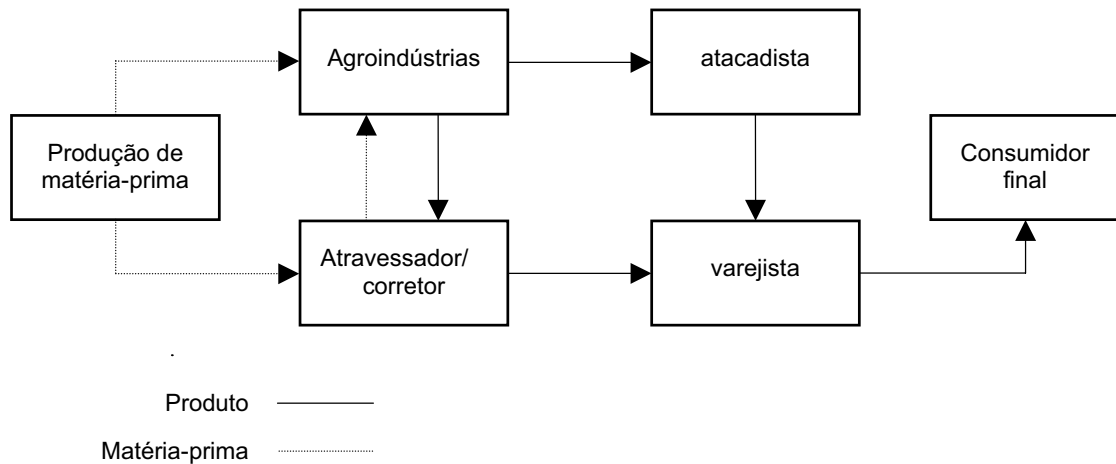 Agroindústrias
atacadista
Produção de
matéria-prima
Consumidor
final
Atravessador/
corretor
varejista
.
Produto
Matéria-prima